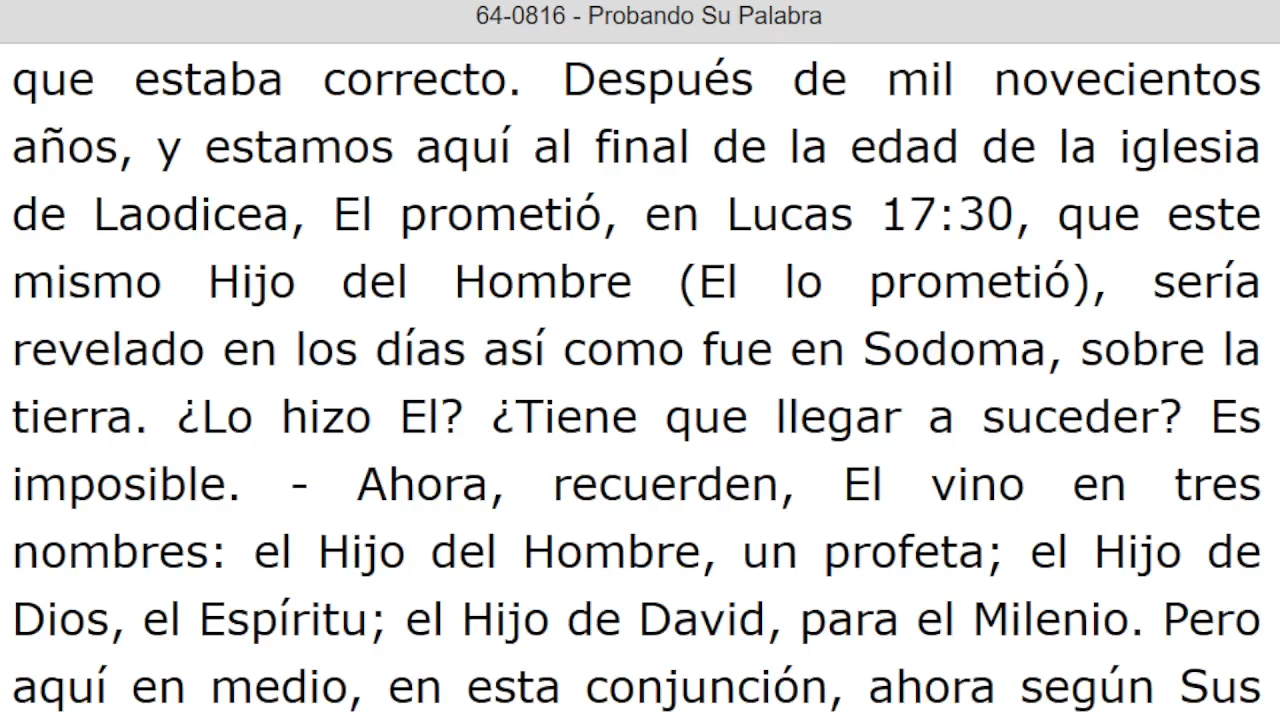 64-0816 - Probando Su Palabra
que estaba correcto. Después de mil novecientos
años, y estamos aquí al final de la edad de la iglesia
de Laodicea, El prometió, en Lucas 17:30, que este
mismo Hijo del Hombre (El lo prometió), sería
revelado en los días así como fue en Sodoma, sobre la
tierra. ¿Lo hizo El? ¿Tiene que llegar a suceder? Es
imposible. - Ahora, recuerden, El vino en tres
nombres: el Hijo del Hombre, un profeta; el Hijo de
Dios, el Espíritu; el Hijo de David, para el Milenio. Pero
aquí en medio, en esta conjunción, ahora según Sus